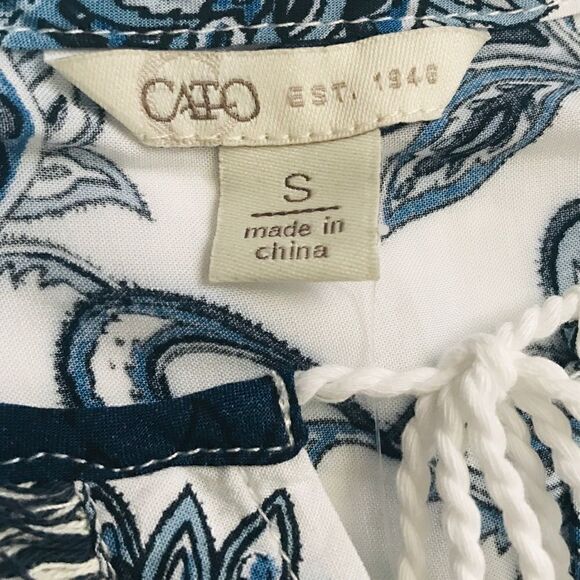 CATO EST. 1946
S
made in
china